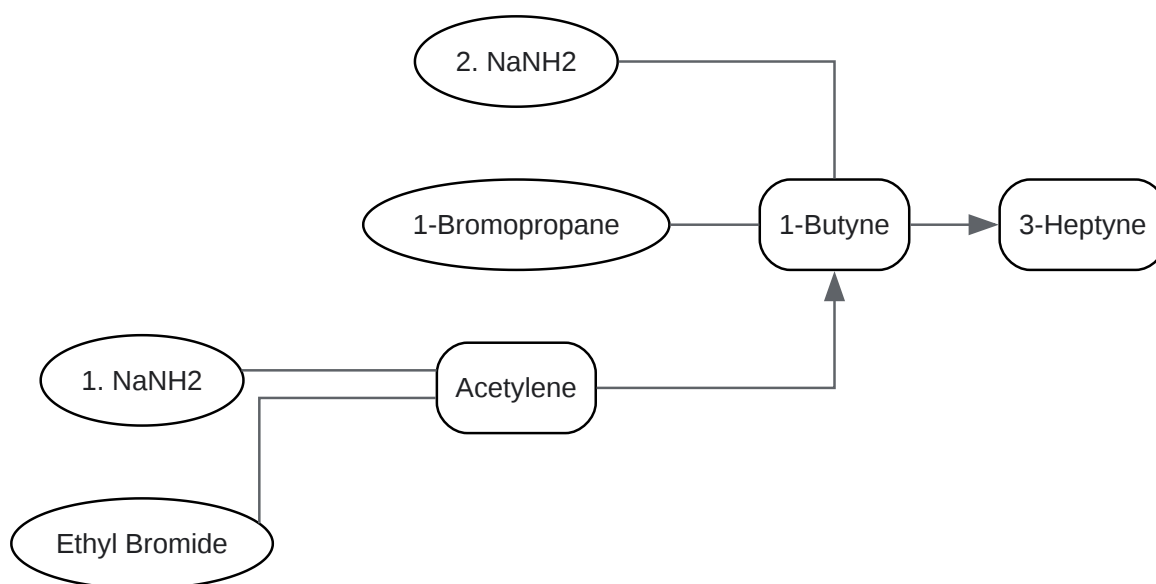 2. NaNH2
1-Bromopropane
1-Butyne
3-Heptyne
1. NaNH2
Acetylene
Ethyl Bromide